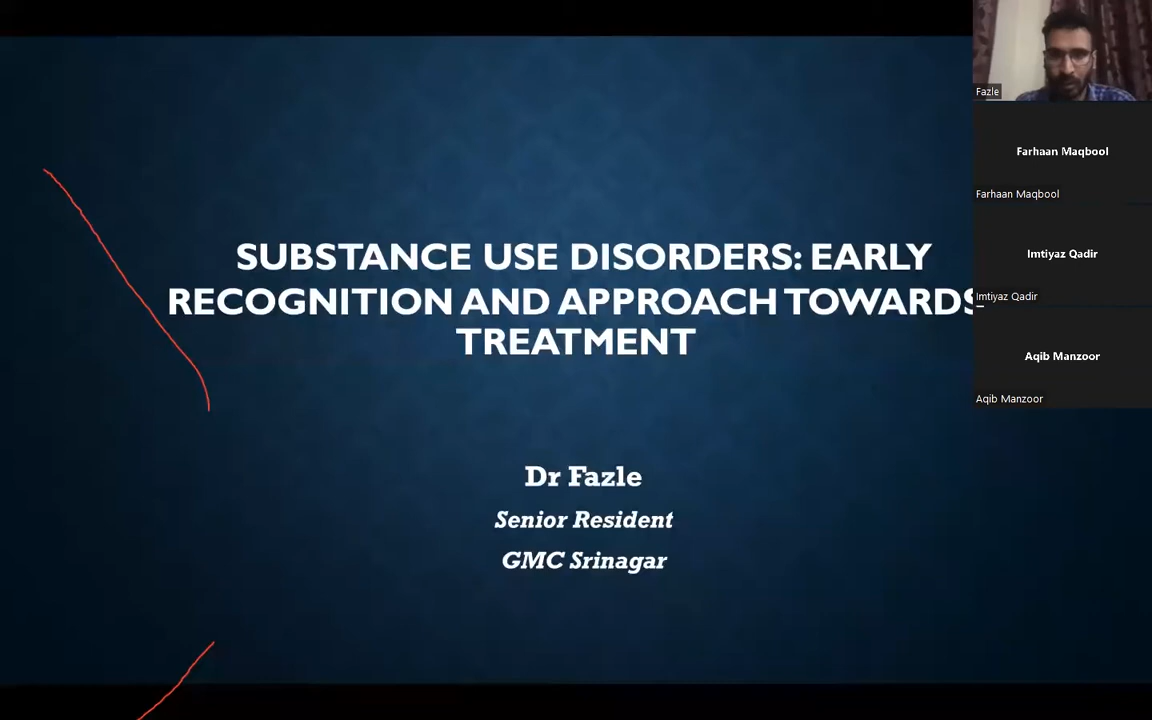 SUBSTANCE USE DISORDERS: EARLY
RECOGNITION AND APPROACH TOWARDS
TREATMENT
Dr Fazle
Senior Resident
GMC Srinagar
Fazle
Farhaan Maqbool
Farhaan Maqbool
Imtiyaz Qadir
Imtiyaz Qadir
Aqib Manzoor
Aqib Manzoor